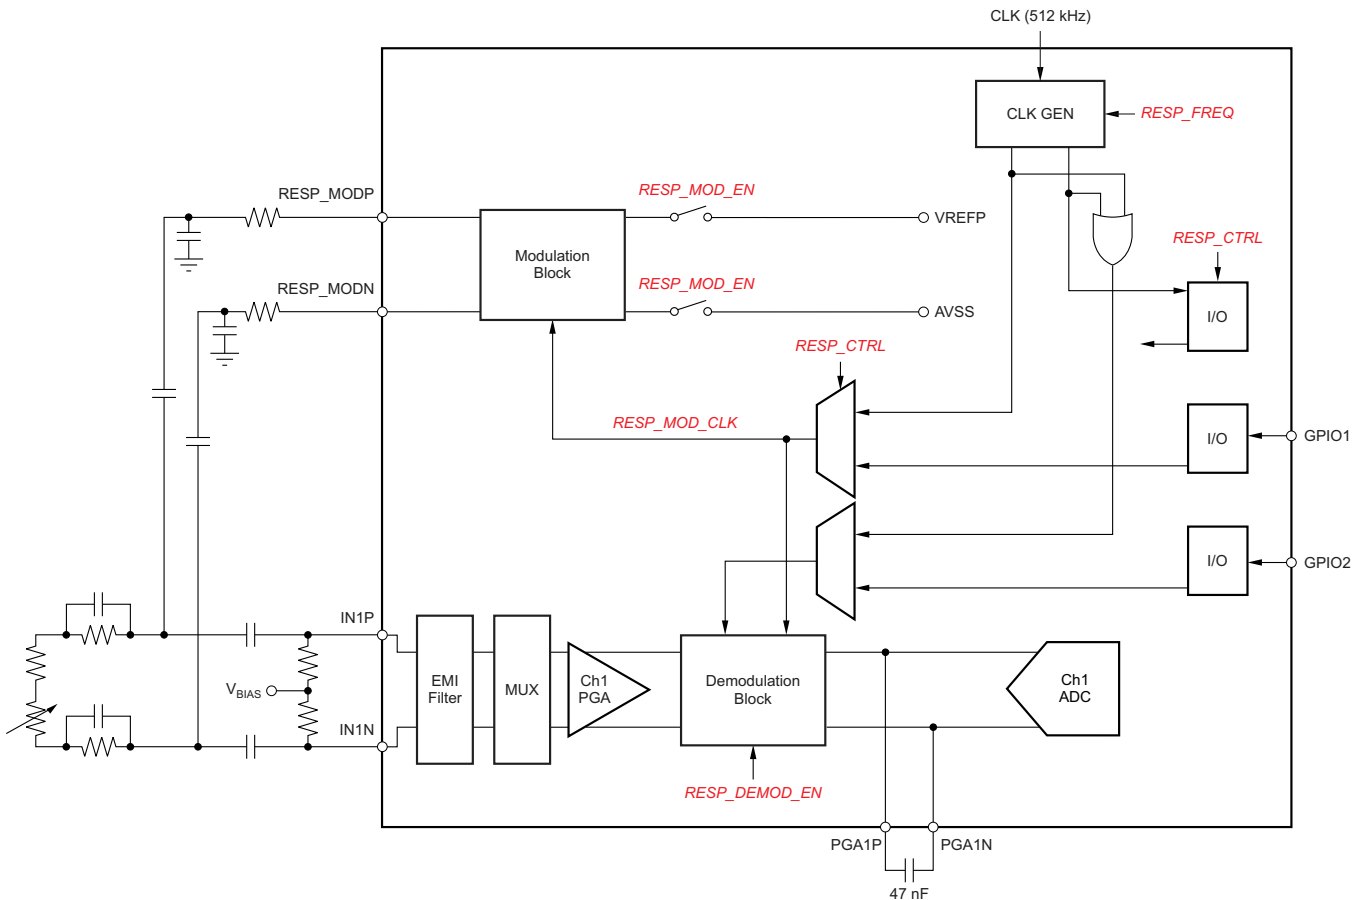 CLK (512 kHz)
CLK GEN
RESP_FREQ
RESP_MODP
RESP_MOD_EN
VREFP
Modulation
Block
RESP_CTRL
RESP_MODN
RESP_MOD_EN
AVSS
I/O
RESP_CTRL
RESP_MOD_CLK
I/O
GPIO1
I/O
GPIO2
IN1P
EMI
Filter
MUX
Ch1
PGA
Demodulation
Block
Ch1
ADC
VBIAS
IN1N
RESP_DEMOD_EN
PGA1P
PGA1N
47 nF